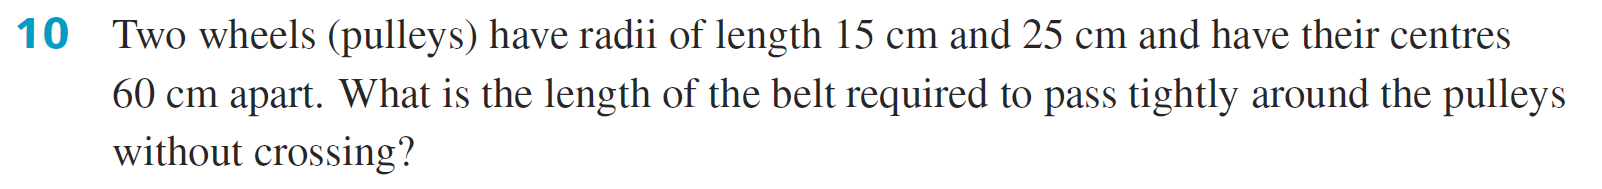 10 Two wheels (pulleys) have radii of length 15 cm and 25 cm and have their centres
60 cm apart. What is the length of the belt required to pass tightly around the pulleys
without crossing?